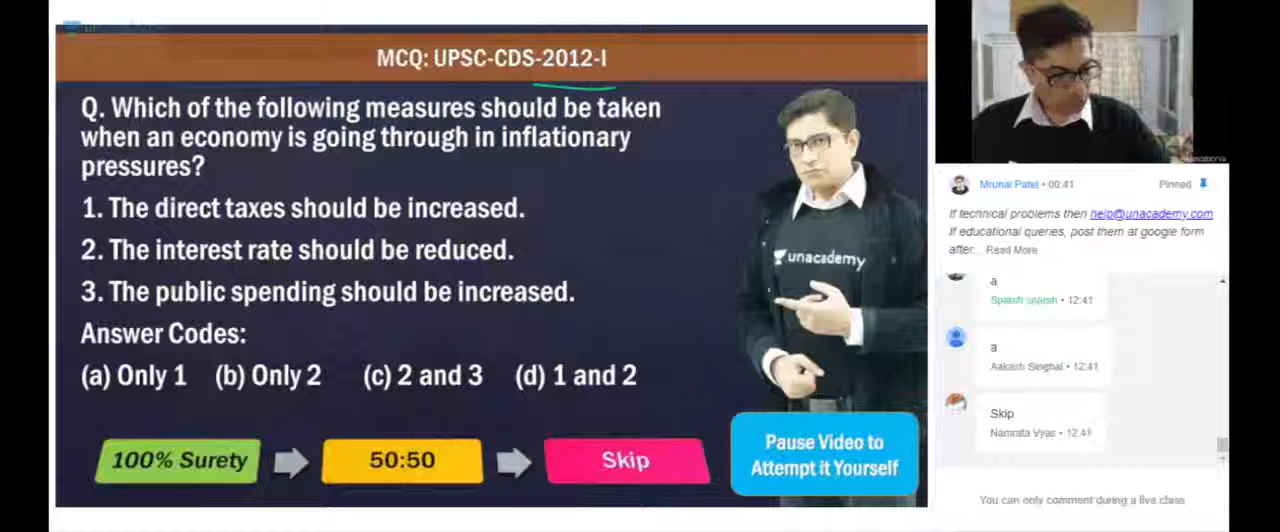 MCQ: UPSC-CDS-2012-I
Q. Which of the following measures should be taken
when an economy is going through in inflationary
pressures?
1. The direct taxes should be increased.
2. The interest rate should be reduced.
3. The public spending should be increased.
Answer Codes:
(a) Only 1 (b) Only 2 (c) 2 and 3 (d) 1 and 2
100% Surety
50:50
Skip
unacademy
Pause Video to
Attempt it Yourself
Mrunal Patel • 00:41 Pinned
If technical problems then help@unacademy.com
If educational queries, post them at google form
after... Read More
a
12:41
a
Aakash Singhal • 12:41
Skip
Namrata Vyas • 12:41
You can only comment during a live class